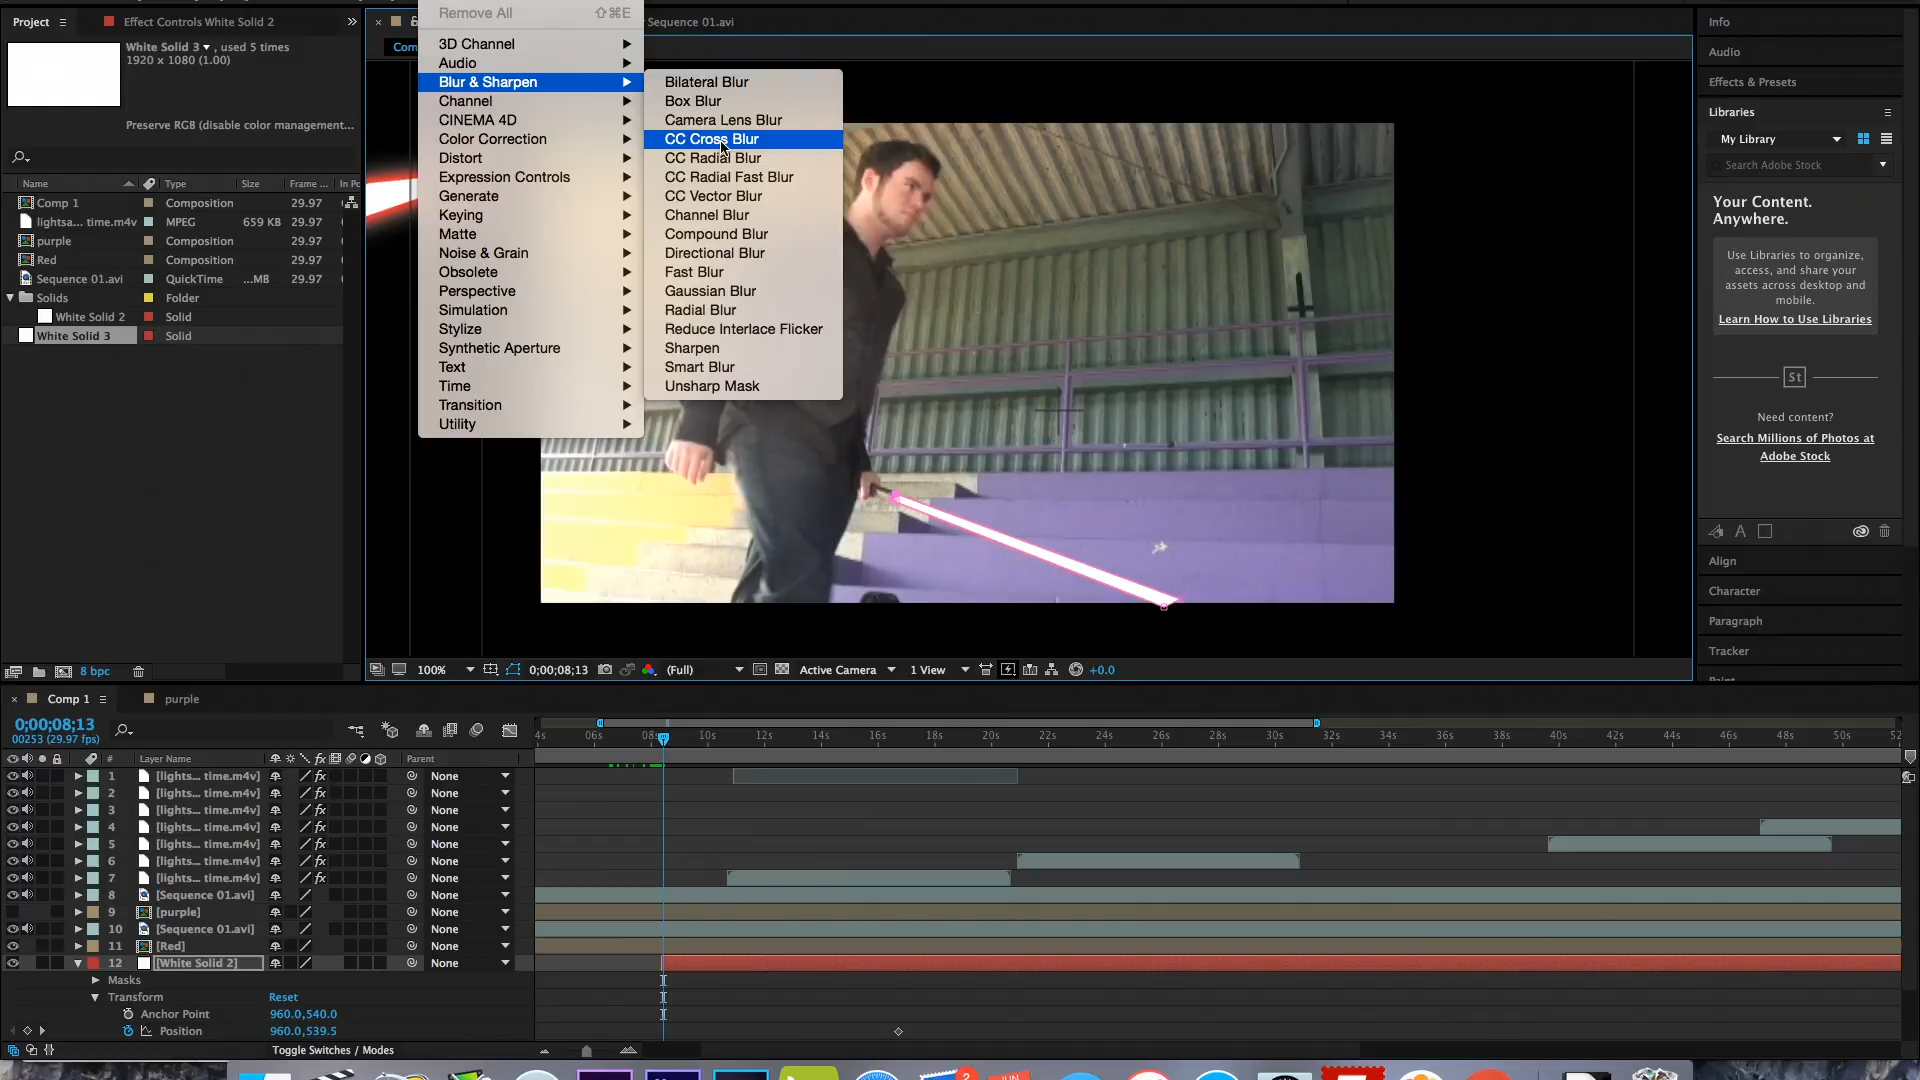 Project
Effect Controls White Solid 2
White Solid 3 , used 5 times
1920 x 1080 (1.00)
Preserve RGB (disable color management...
Name Type Size Frame ... In Po
Comp 1 Composition 29.97
lightsa... time.m4v MPEG 659 KB 29.97
purple Composition 29.97
Red Composition 29.97
Sequence 01.avi QuickTime ...MB 29.97
Solids Folder
White Solid 2 Solid
White Solid 3 Solid
8 bpc
Com
Sequence 01.avi
Remove All ⇧⌘E
3D Channel
Audio
Blur & Sharpen
Channel
CINEMA 4D
Color Correction
Distort
Expression Controls
Generate
Keying
Matte
Noise & Grain
Obsolete
Perspective
Simulation
Stylize
Synthetic Aperture
Text
Time
Transition
Utility
Bilateral Blur
Box Blur
Camera Lens Blur
CC Cross Blur
CC Radial Blur
CC Radial Fast Blur
CC Vector Blur
Channel Blur
Compound Blur
Directional Blur
Fast Blur
Gaussian Blur
Radial Blur
Reduce Interlace Flicker
Sharpen
Smart Blur
Unsharp Mask
100% 0;00;08;13 (Full) Active Camera 1 View +0.0
Info
Audio
Effects & Presets
Libraries
My Library
Search Adobe Stock
Your Content.
Anywhere.
Use Libraries to organize,
access, and share your
assets across desktop and
mobile.
Learn How to Use Libraries
St
Need content?
Search Millions of Photos at
Adobe Stock
Align
Character
Paragraph
Tracker
Comp 1
purple
0;00;08;13
00253 (29.97 fps)
4s 06s 08s 10s 12s 14s 16s 18s 20s 22s 24s 26s 28s 30s 32s 34s 36s 38s 40s 42s 44s 46s 48s 50s 52
# Layer Name fx Parent
1 [lights... time.m4v] fx None
2 [lights... time.m4v] fx None
3 [lights... time.m4v] fx None
4 [lights... time.m4v] fx None
5 [lights... time.m4v] fx None
6 [lights... time.m4v] fx None
7 [lights... time.m4v] fx None
8 [Sequence 01.avi] None
9 [purple] None
10 [Sequence 01.avi] None
11 [Red] None
12 [White Solid 2] None
Masks
Transform Reset
Anchor Point 960.0,540.0
Position 960.0,539.5
Toggle Switches / Modes
2
JUN